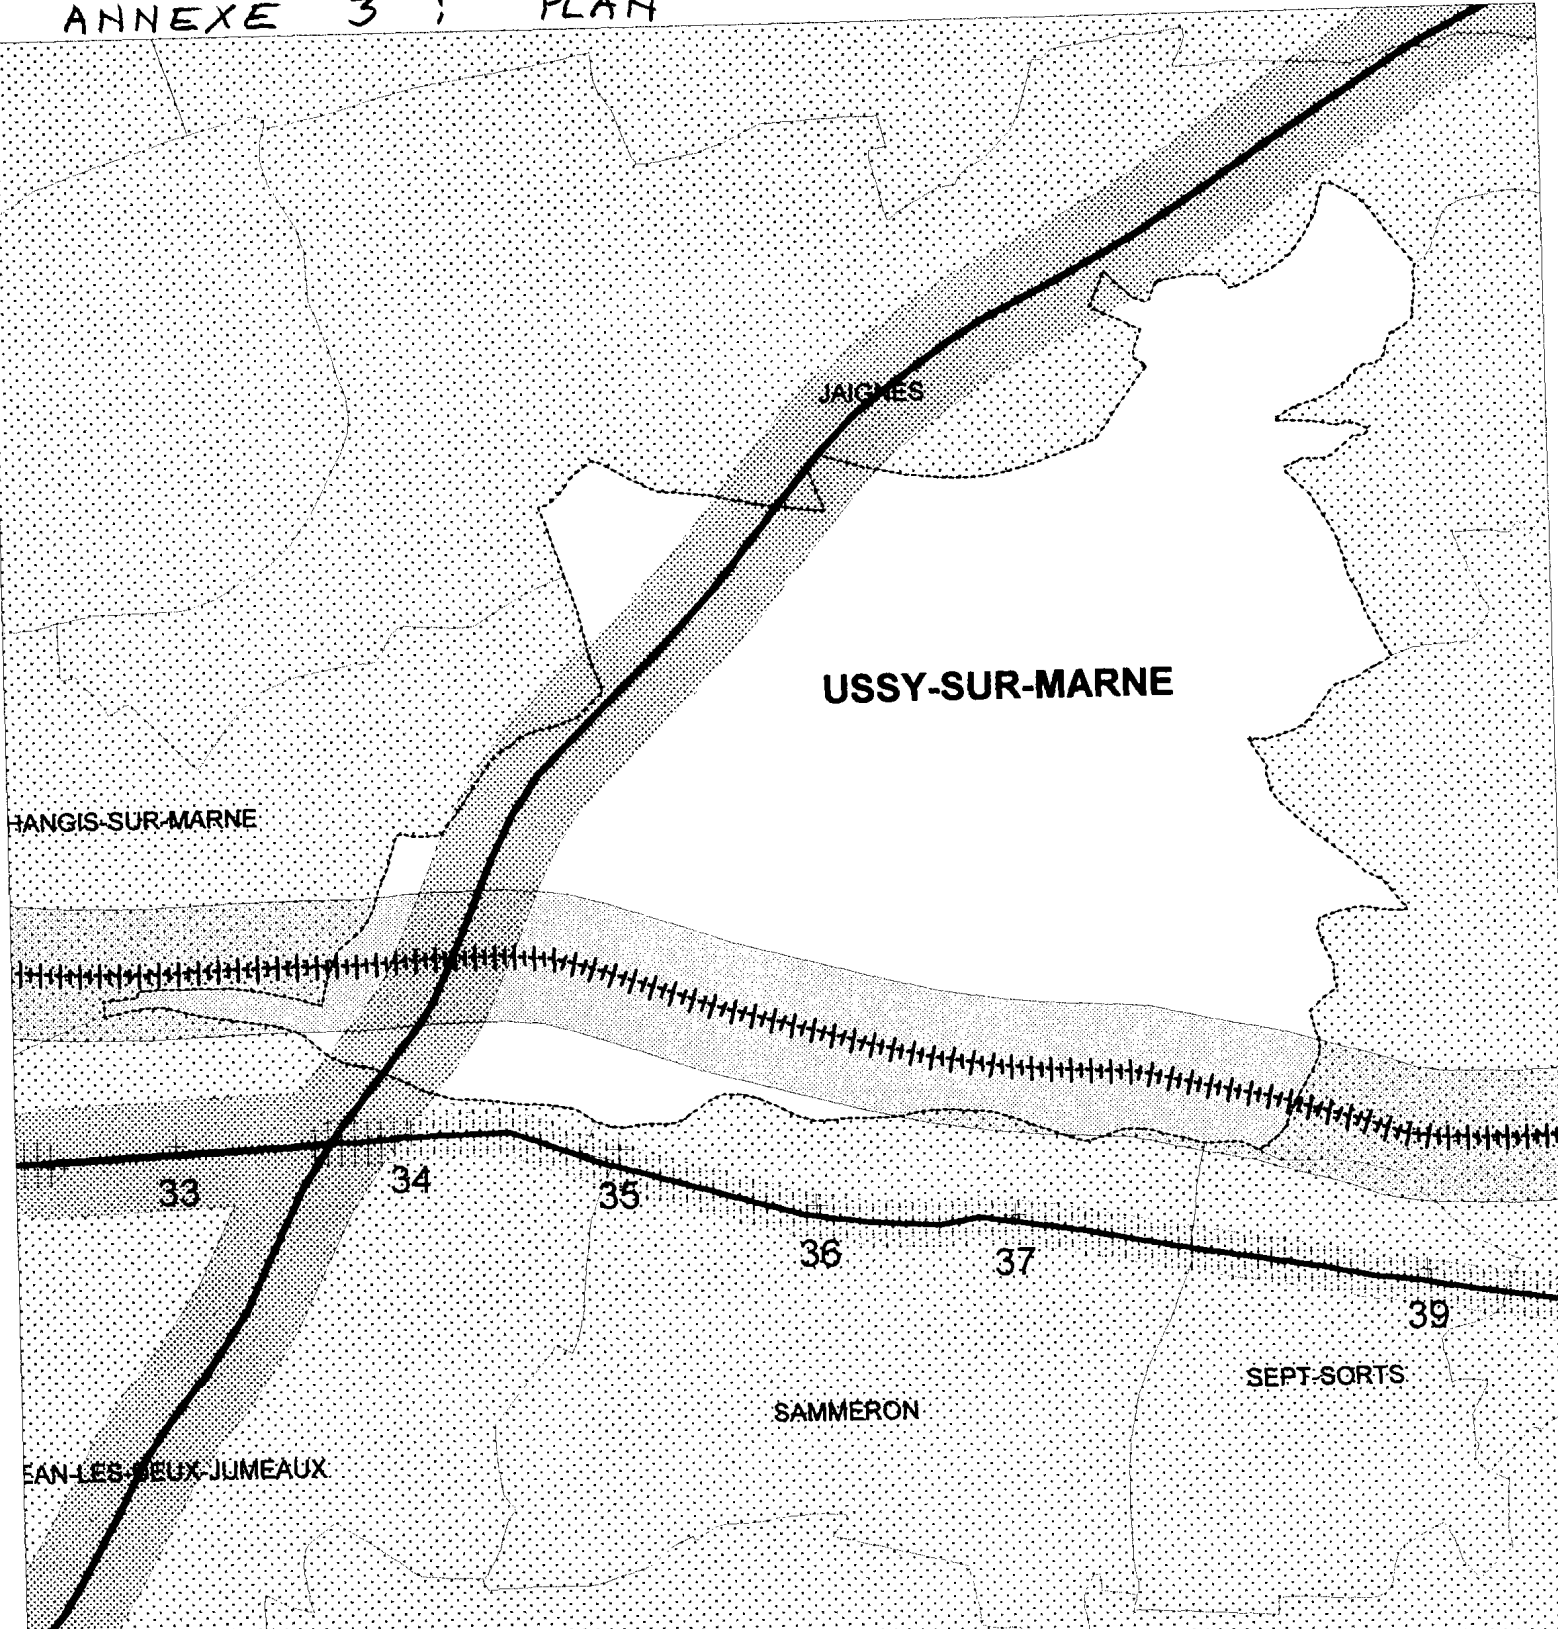 ANNEXE 3 : PLAN
JAIGNES
USSY-SUR-MARNE
HANGIS-SUR-MARNE
33
34
35
36
37
39
SEPT-SORTS
SAMMERON
EAN-LES-DEUX-JUMEAUX